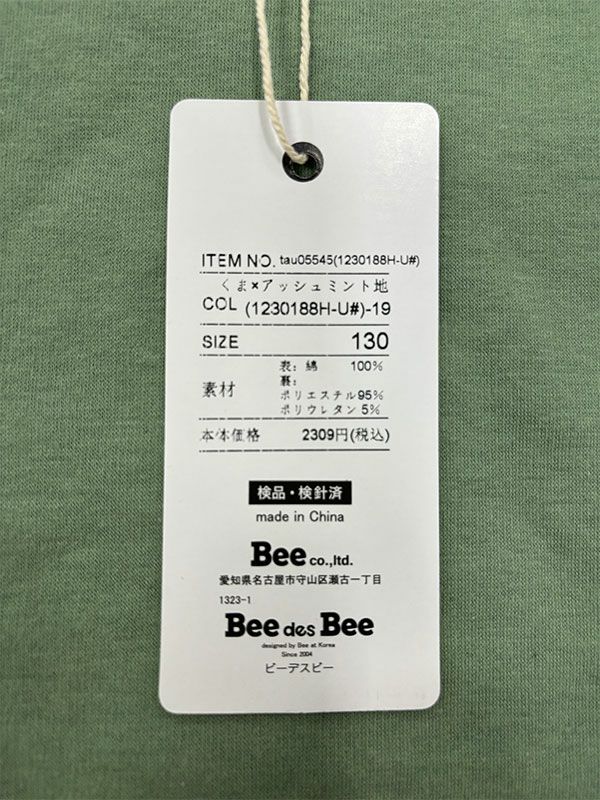 ITEM NO. tau05545(1230188H-U#)
くま×アッシュミント地
COL (1230188H-U#)-19
SIZE 130
素材
表: 綿 100%
裏:
ポリエステル95%
ポリウレタン 5%
本体価格 2309円(税込)
検品・検針済
made in China
Bee co.,ltd.
愛知県名古屋市守山区瀬古一丁目
1323-1
Bee des Bee
designed by Bee at Korea
Since 2004
ビーデスビー